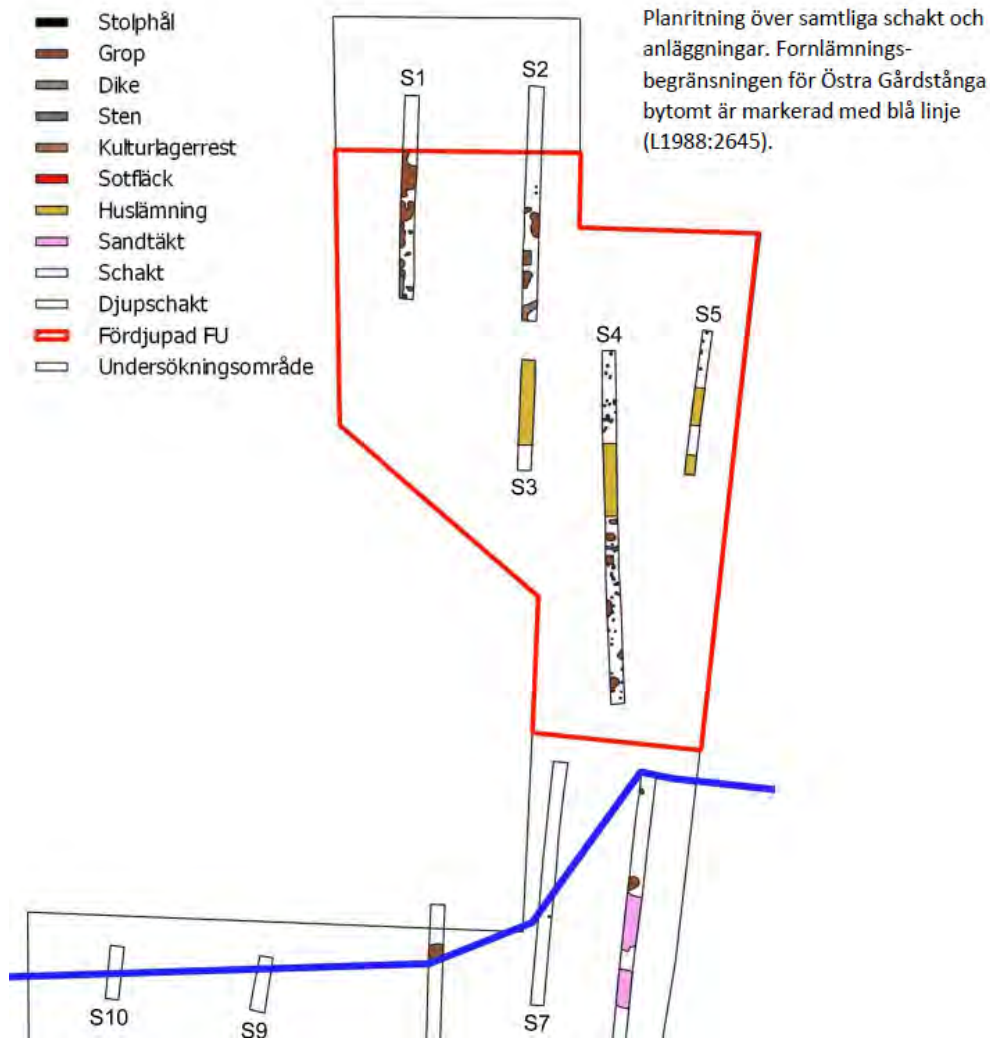 Stolphål
Grop
Dike
Sten
Kulturlagerrest
Sotfläck
Huslämning
Sandtäkt
Schakt
Djupschakt
Fördjupad FU
Undersökningsområde
Planritning över samtliga schakt och
anläggningar. Fornlämnings-
begränsningen för Östra Gårdstånga
bytomt är markerad med blå linje
(L1988:2645).
S1
S2
S5
S4
S3
S10
S9
S7